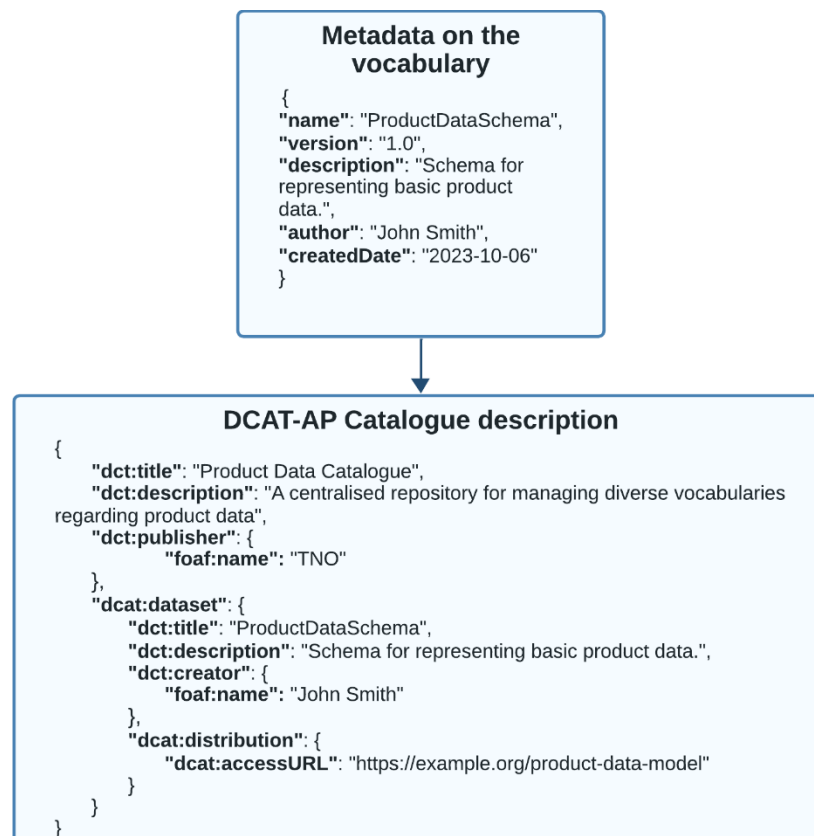 Metadata on the
vocabulary
{
"name": "ProductDataSchema",
"version": "1.0",
"description": "Schema for
representing basic product
data.",
"author": "John Smith",
"createdDate": "2023-10-06"
}
DCAT-AP Catalogue description
{
"dct:title": "Product Data Catalogue",
"dct:description": "A centralised repository for managing diverse vocabularies
regarding product data",
"dct:publisher": {
"foaf:name": "TNO"
},
"dcat:dataset": {
"dct:title": "ProductDataSchema",
"dct:description": "Schema for representing basic product data.",
"dct:creator": {
"foaf:name": "John Smith"
},
"dcat:distribution": {
"dcat:accessURL": "https://example.org/product-data-model"
}
}
}